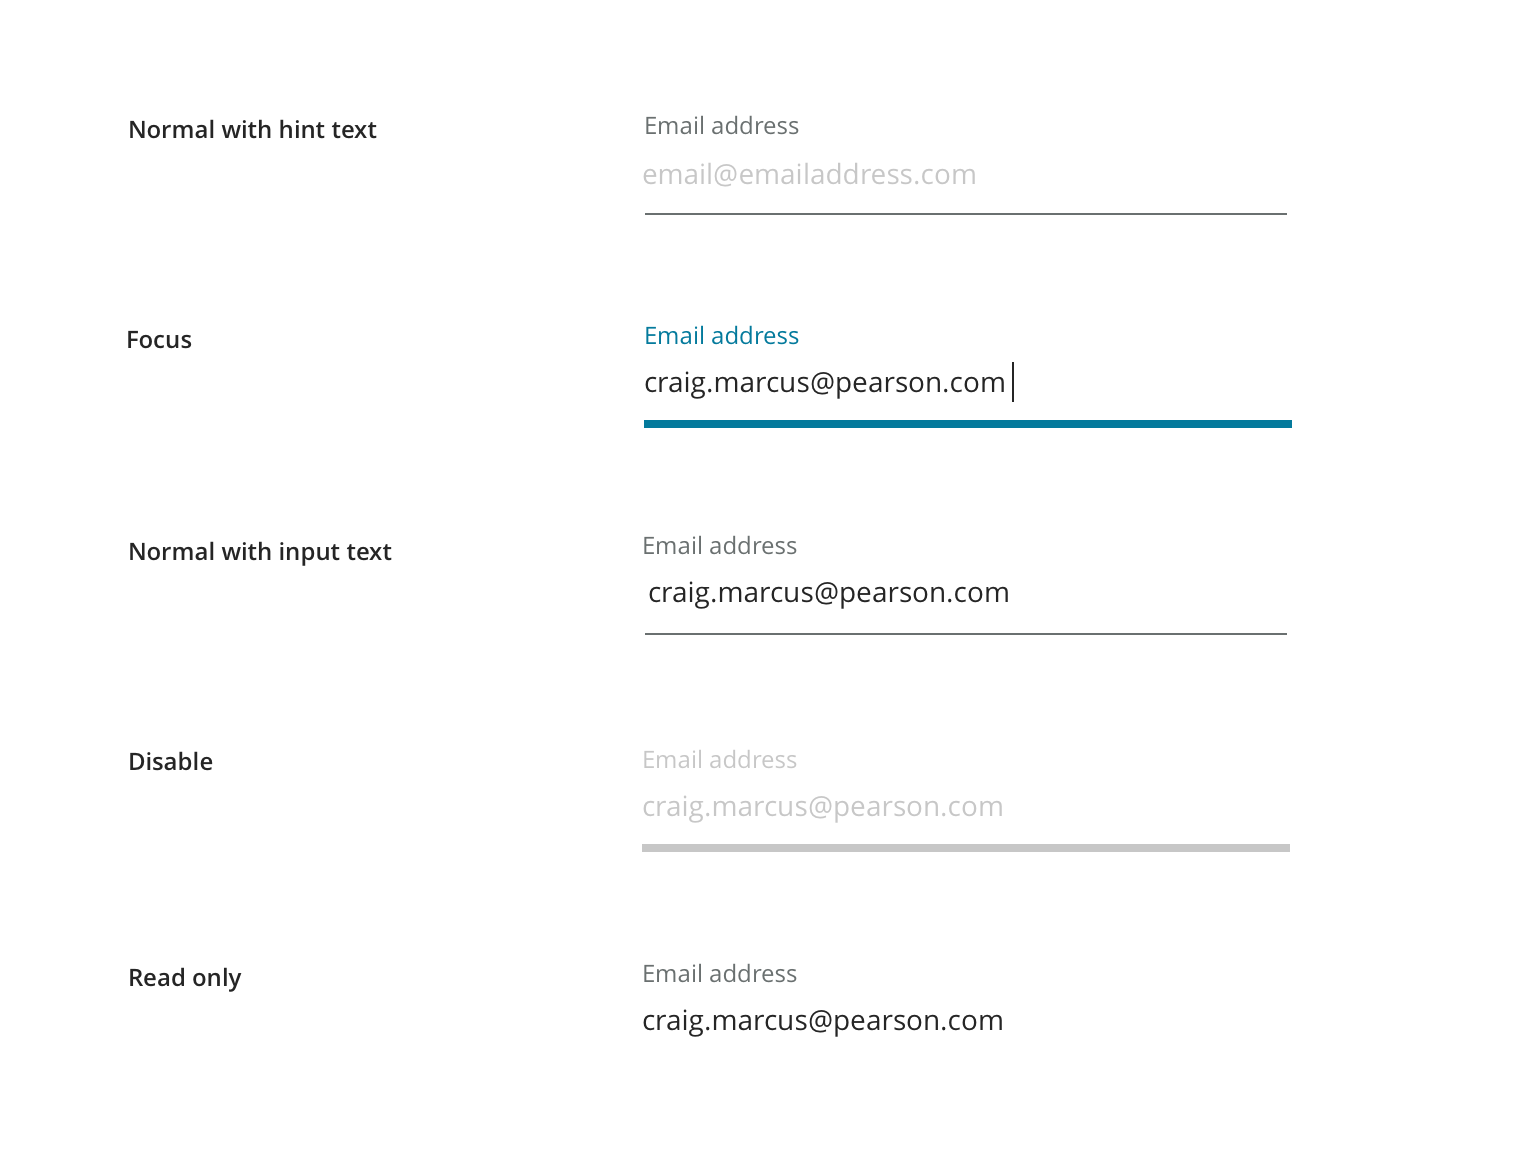 Normal with hint text
Email address
email@emailaddress.com
Focus
Email address
craig.marcus@pearson.com
Normal with input text
Email address
craig.marcus@pearson.com
Disable
Email address
craig.marcus@pearson.com
Read only
Email address
craig.marcus@pearson.com